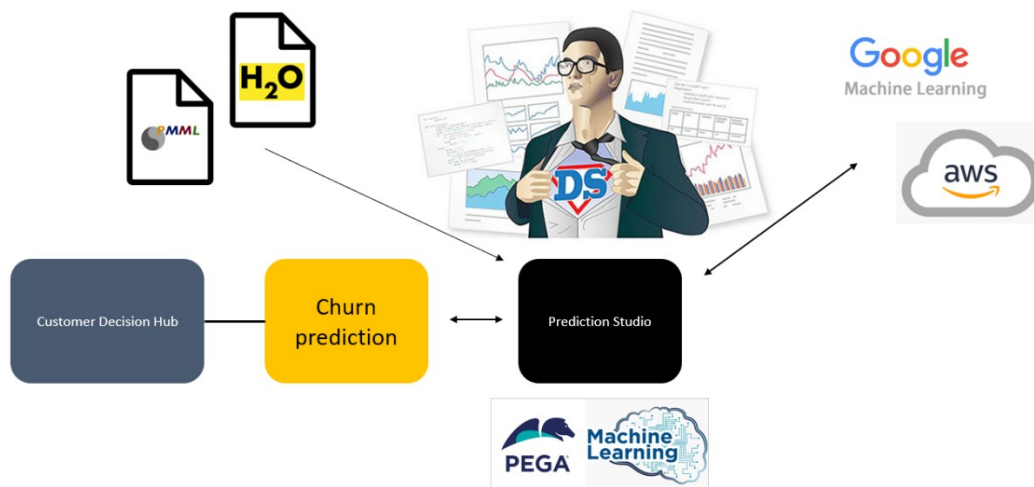 H2O
PMML
DS
Google
Machine Learning
aws
Customer Decision Hub
Churn
prediction
Prediction Studio
PEGA
Machine
Learning